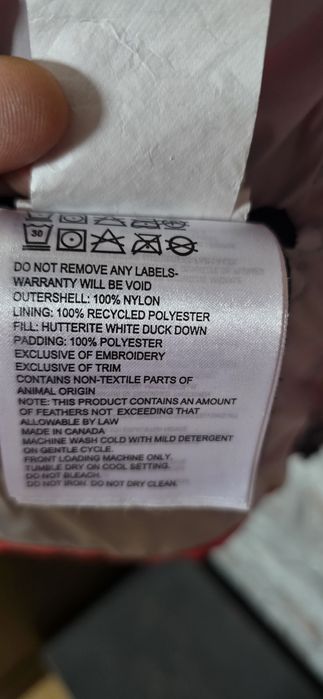 30
DO NOT REMOVE ANY LABELS-
WARRANTY WILL BE VOID
OUTERSHELL: 100% NYLON
LINING: 100% RECYCLED POLYESTER
FILL: HUTTERITE WHITE DUCK DOWN
PADDING: 100% POLYESTER
EXCLUSIVE OF EMBROIDERY
EXCLUSIVE OF TRIM
CONTAINS NON-TEXTILE PARTS OF
ANIMAL ORIGIN
NOTE: THIS PRODUCT CONTAINS AN AMOUNT
OF FEATHERS NOT EXCEEDING THAT
ALLOWABLE BY LAW
MADE IN CANADA
MACHINE WASH COLD WITH MILD DETERGENT
ON GENTLE CYCLE.
FRONT LOADING MACHINE ONLY.
TUMBLE DRY ON COOL SETTING.
DO NOT BLEACH.
DO NOT IRON. DO NOT DRY CLEAN.